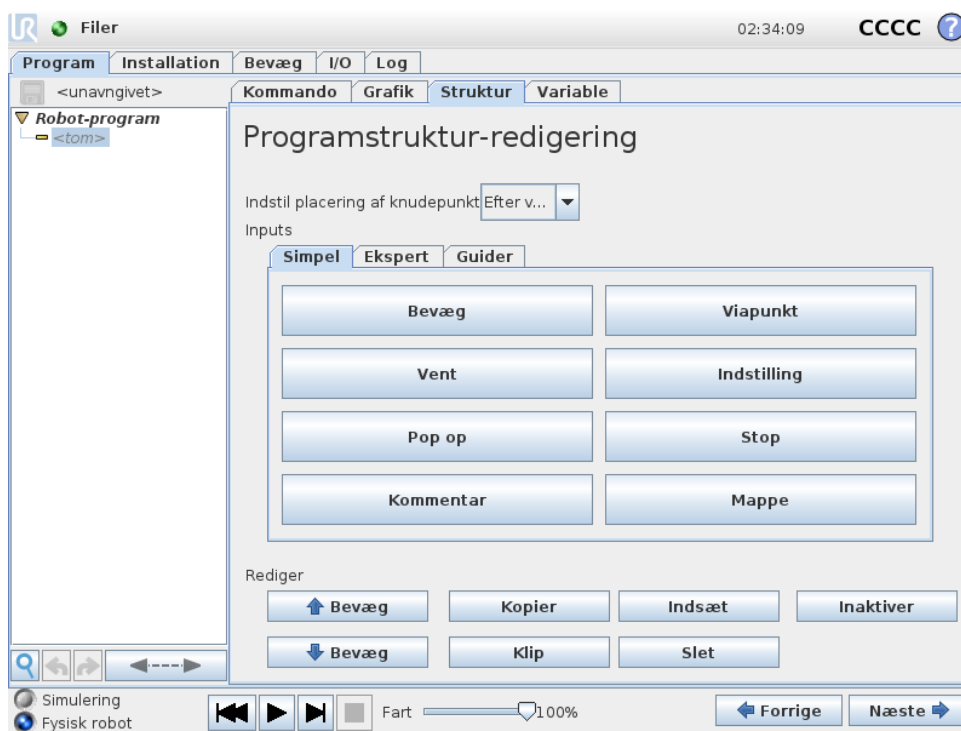 UR Filer 02:34:09 CCCC ?
Program Installation Bevæg I/O Log
<unavngivet> Kommando Grafik Struktur Variable
Robot-program
<tom>
Programstruktur-redigering
Indstil placering af knudepunkt Efter v...
Inputs
Simpel Ekspert Guider
Bevæg Viapunkt
Vent Indstilling
Pop op Stop
Kommentar Mappe
Rediger
Bevæg Kopier Indsæt Inaktiver
Bevæg Klip Slet
Simulering
Fysisk robot
Fart 100%
Forrige Næste